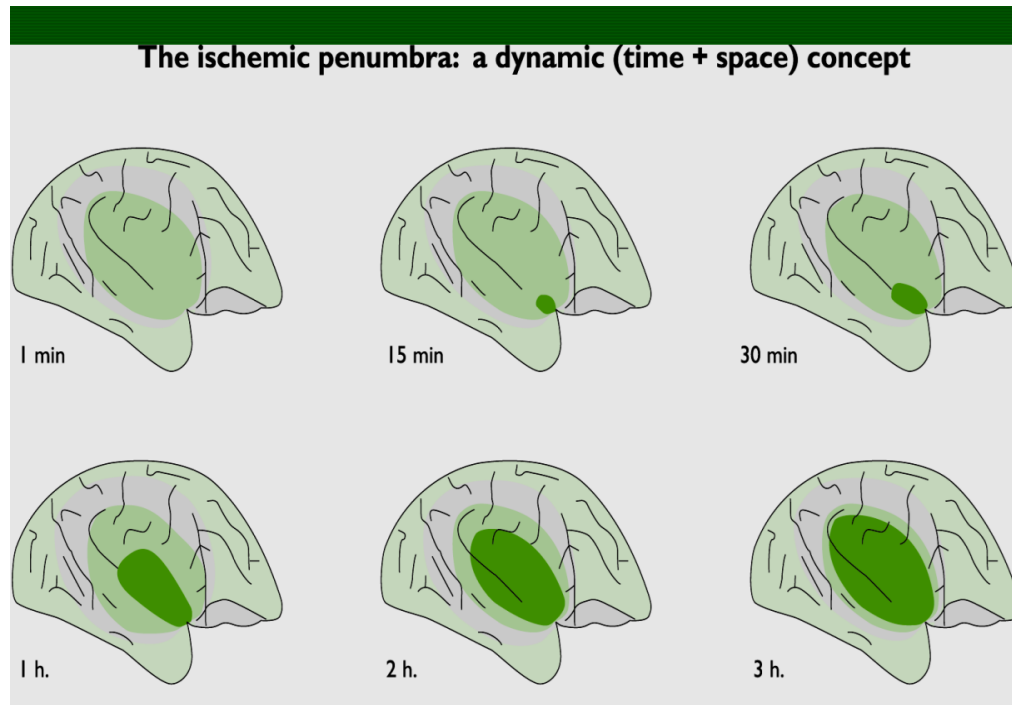 The ischemic penumbra: a dynamic (time + space) concept
1 min
15 min
30 min
1 h.
2 h.
3 h.